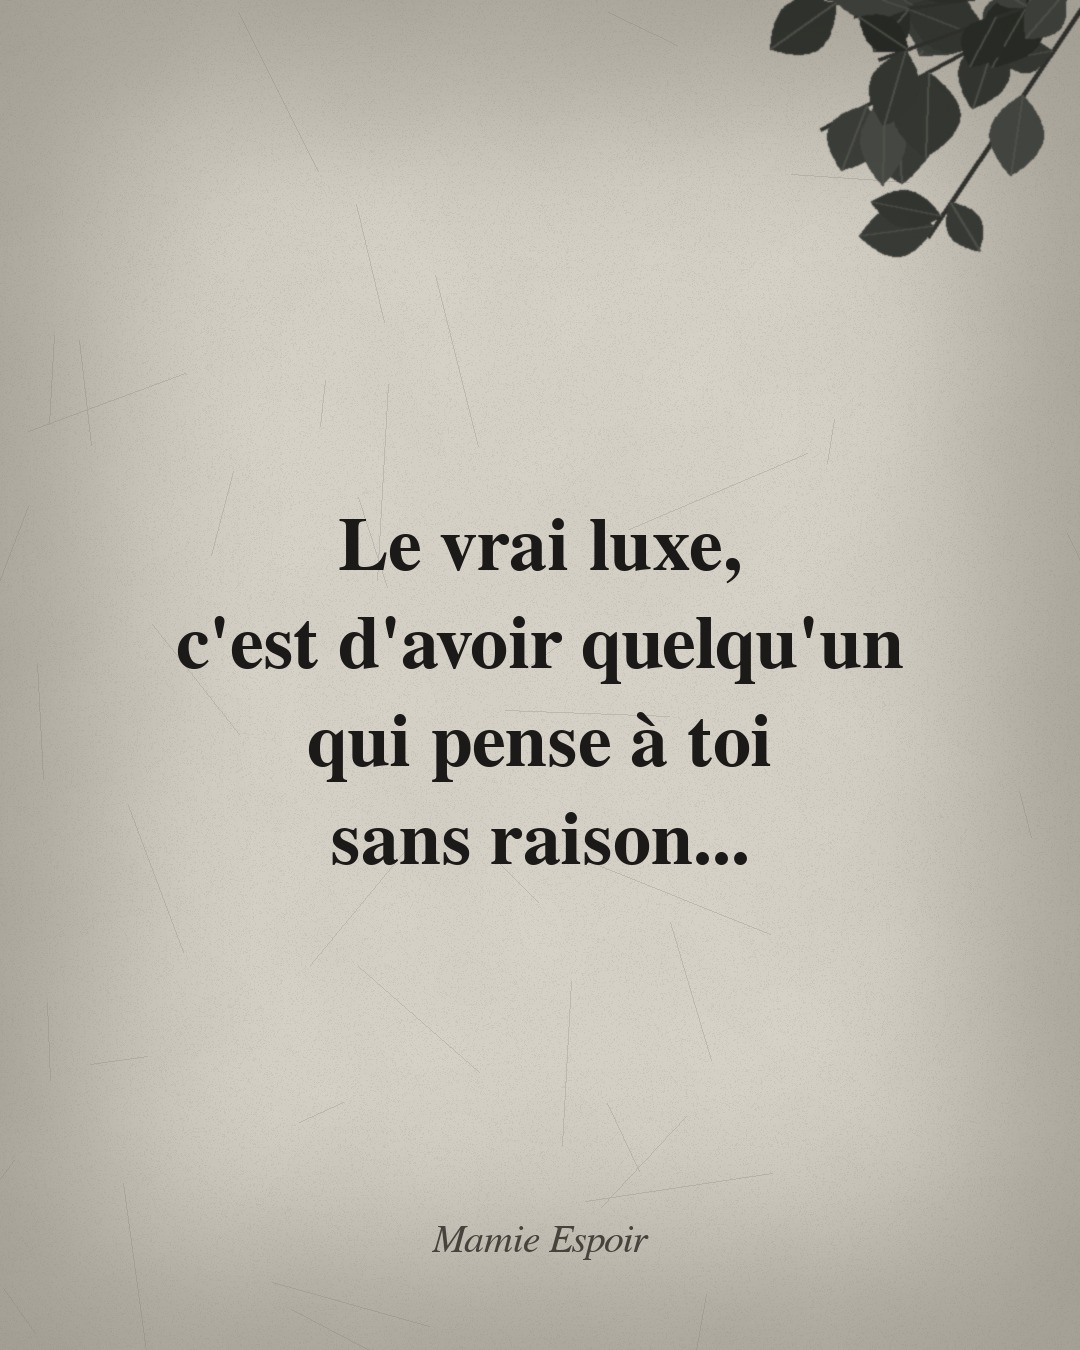 Le vrai luxe,
c'est d'avoir quelqu'un
qui pense à toi
sans raison...
Mamie Espoir